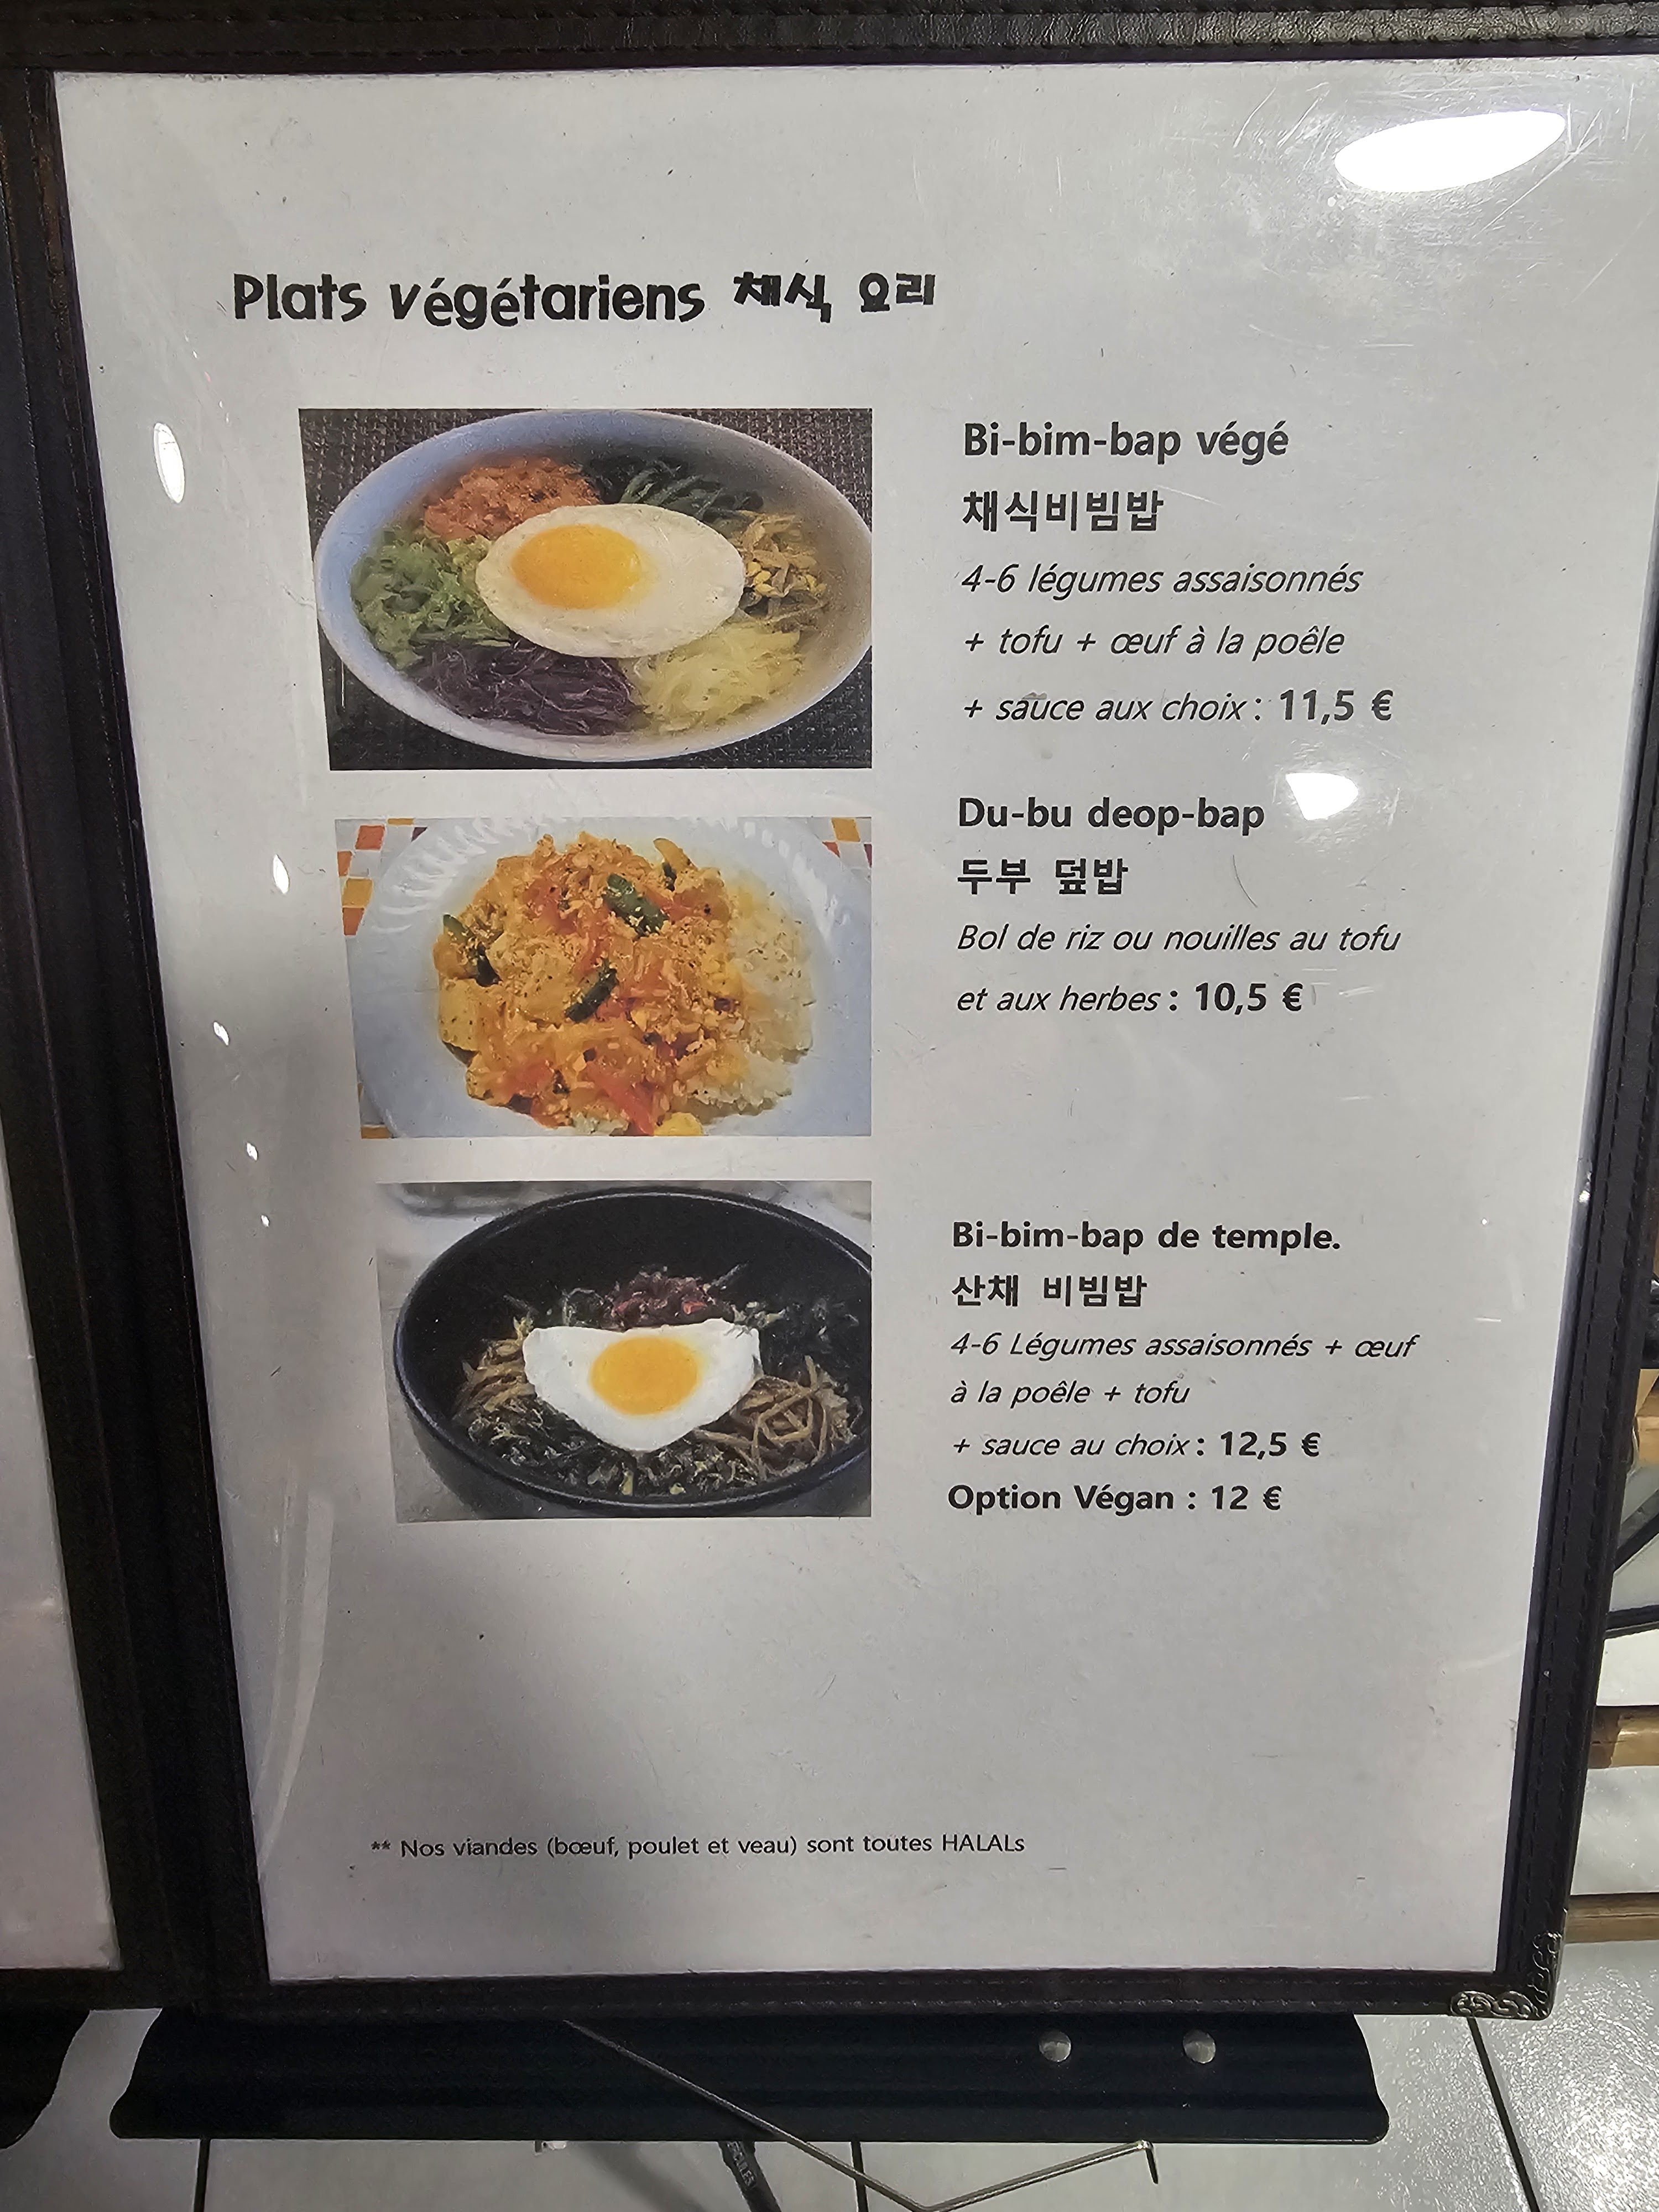 Plats végétariens 채식 요리
Bi-bim-bap végé
채식비빔밥
4-6 légumes assaisonnés
+ tofu + œuf à la poêle
+ sauce aux choix : 11,5 €
Du-bu deop-bap
두부 덮밥
Bol de riz ou nouilles au tofu
et aux herbes : 10,5 €
Bi-bim-bap de temple.
산채 비빔밥
4-6 Légumes assaisonnés + œuf
à la poêle + tofu
+ sauce au choix : 12,5 €
Option Végan : 12 €
** Nos viandes (bœuf, poulet et veau) sont toutes HALALs